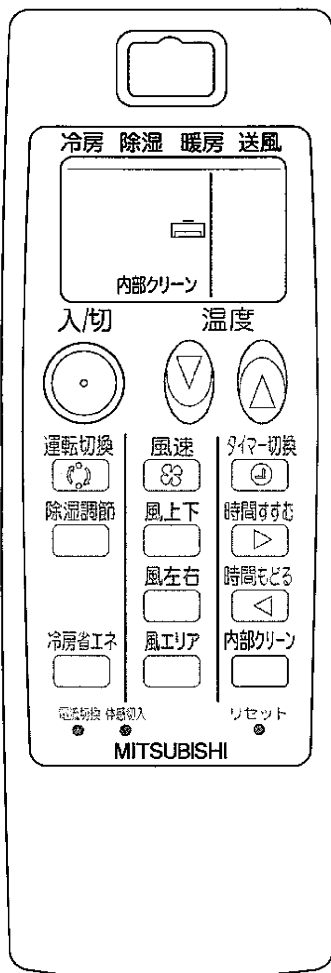 冷房 除湿 暖房 送風
内部クリーン
入/切 温度
運転切換 風速 タイマー切換
除湿調節 風上下 時間すすむ
風左右 時間もどる
冷房省エネ 風エリア 内部クリーン
電流切換 体感切入 リセット
MITSUBISHI